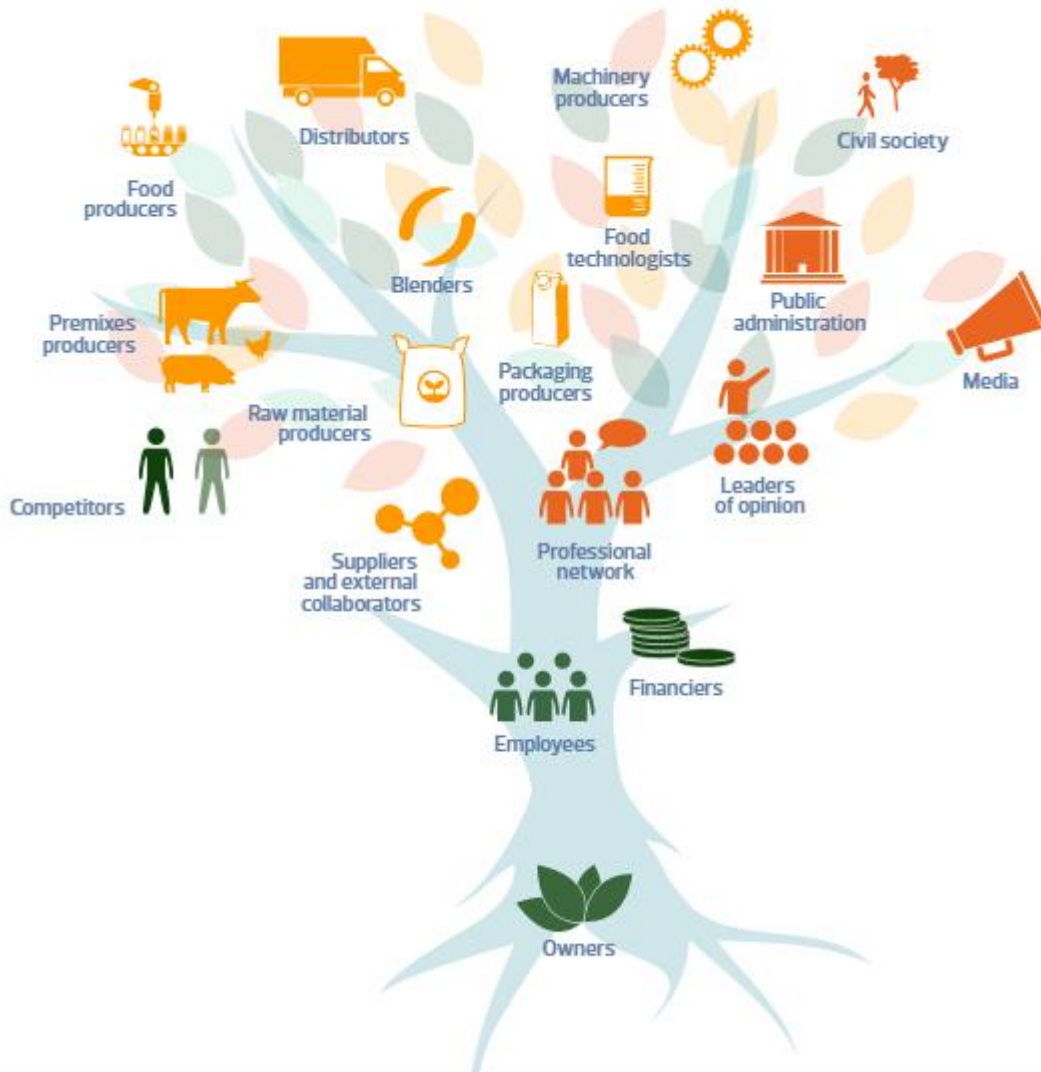 Machinery
producers
Distributors
Civil society
Food
producers
Food
technologists
Blenders
Public
administration
Premixes
producers
Packaging
producers
Media
Raw material
producers
Leaders
of opinion
Competitors
Professional
network
Suppliers
and external
collaborators
Financiers
Employees
Owners